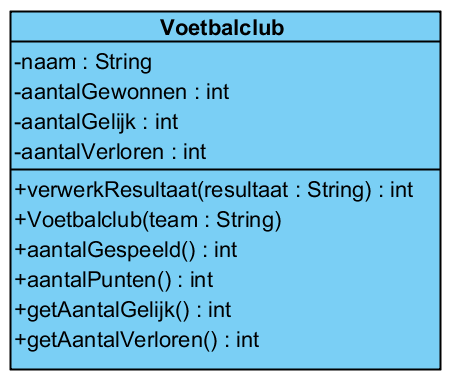 Voetbalclub
-naam : String
-aantalGewonnen : int
-aantalGelijk : int
-aantalVerloren : int
+verwerkResultaat(resultaat : String) : int
+Voetbalclub(team : String)
+aantalGespeeld() : int
+aantalPunten() : int
+getAantalGelijk() : int
+getAantalVerloren() : int